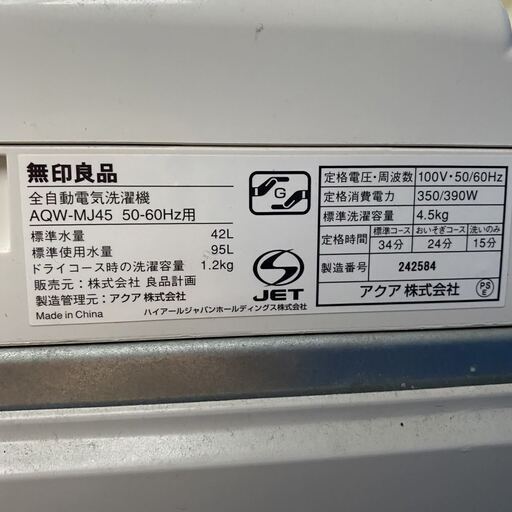 無印良品
全自動電気洗濯機
AQW-MJ45 50-60Hz用
標準水量 42L
標準使用水量 95L
ドライコース時の洗濯容量 1.2kg
販売元：株式会社 良品計画
製造管理元：アクア 株式会社
Made in China
G
S
JET
ハイアールジャパンホールディングス株式会社
定格電圧・周波数 100V・50/60Hz
定格消費電力 350/390W
標準洗濯容量 4.5kg
定格時間 標準コース おいそぎコース 洗いのみ
34分 24分 15分
製造番号 242584
アクア 株式会社
PS
E